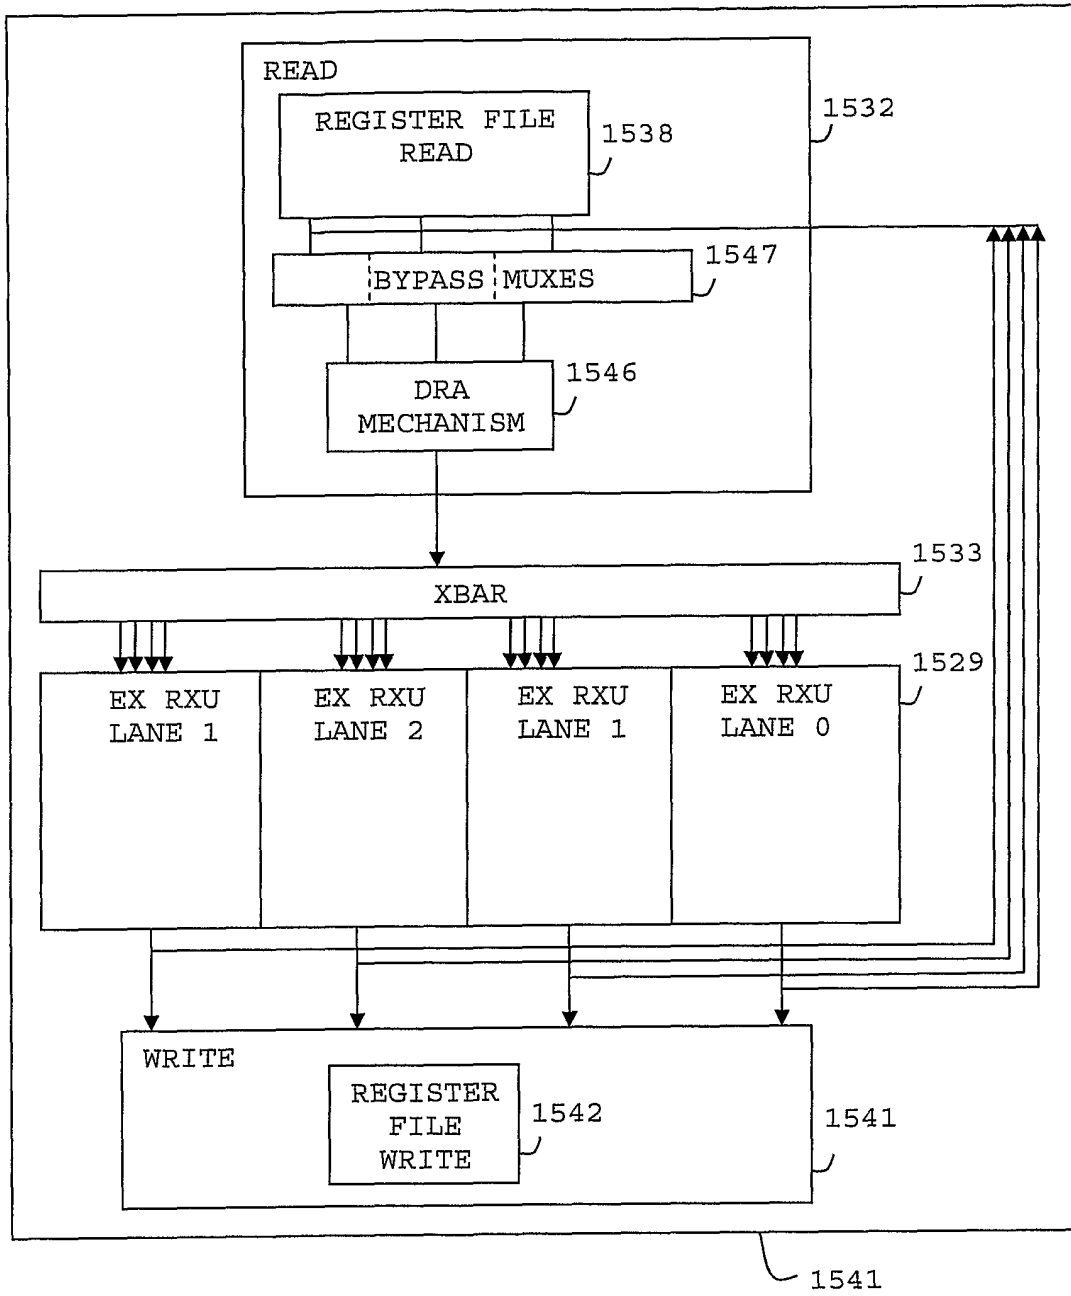 READ
REGISTER FILE
READ
1538
1532
BYPASS MUXES
1547
DRA
MECHANISM
1546
XBAR
1533
EX RXU
LANE 1
EX RXU
LANE 2
EX RXU
LANE 1
EX RXU
LANE 0
1529
WRITE
REGISTER
FILE
WRITE
1542
1541
1541